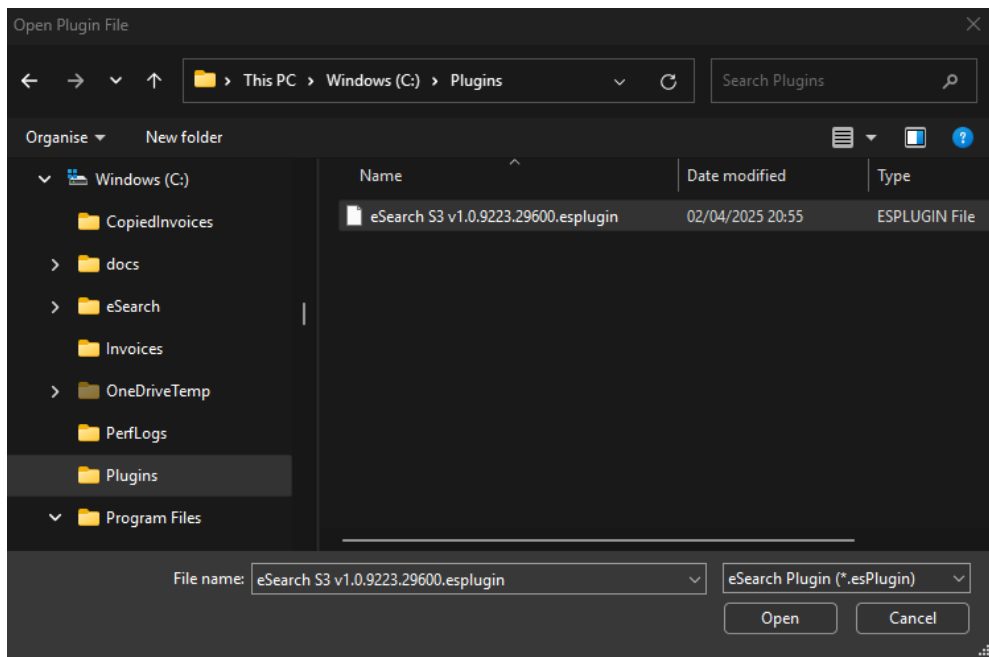 Open Plugin File
This PC > Windows (C:) > Plugins
Search Plugins
Organise
New folder
Windows (C:)
CopiedInvoices
docs
eSearch
Invoices
OneDriveTemp
PerfLogs
Plugins
Program Files
Name Date modified Type
eSearch S3 v1.0.9223.29600.esplugin 02/04/2025 20:55 ESPLUGIN File
File name: eSearch S3 v1.0.9223.29600.esplugin eSearch Plugin (*.esPlugin)
Open Cancel